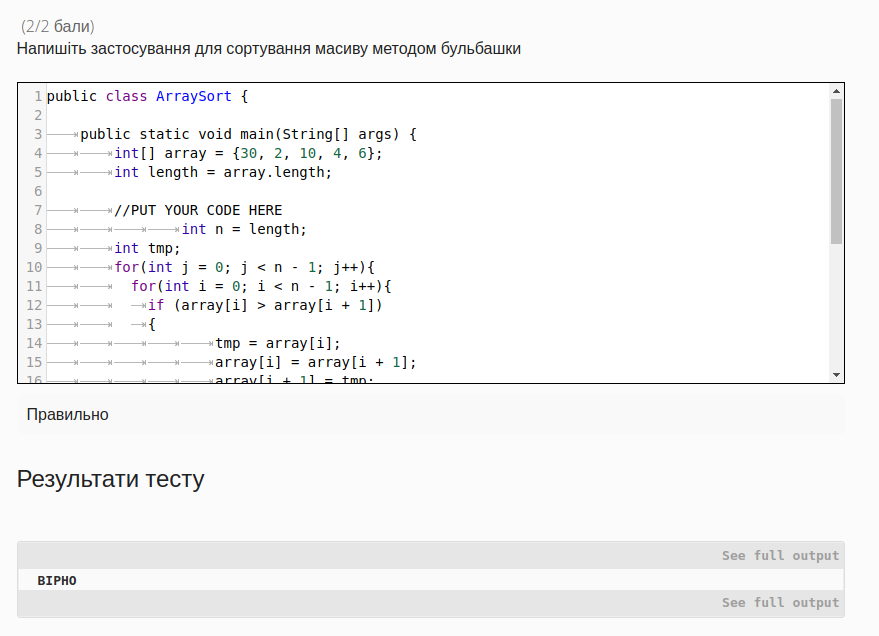 (2/2 бали)
Напишіть застосування для сортування масиву методом бульбашки
1 public class ArraySort {
2
3 public static void main(String[] args) {
4 int[] array = {30, 2, 10, 4, 6};
5 int length = array.length;
6
7 //PUT YOUR CODE HERE
8 int n = length;
9 int tmp;
10 for(int j = 0; j < n - 1; j++){
11 for(int i = 0; i < n - 1; i++){
12 if (array[i] > array[i + 1])
13 {
14 tmp = array[i];
15 array[i] = array[i + 1];
16 array[i + 1] = tmp;
Правильно
Результати тесту
See full output
ВІРНО
See full output